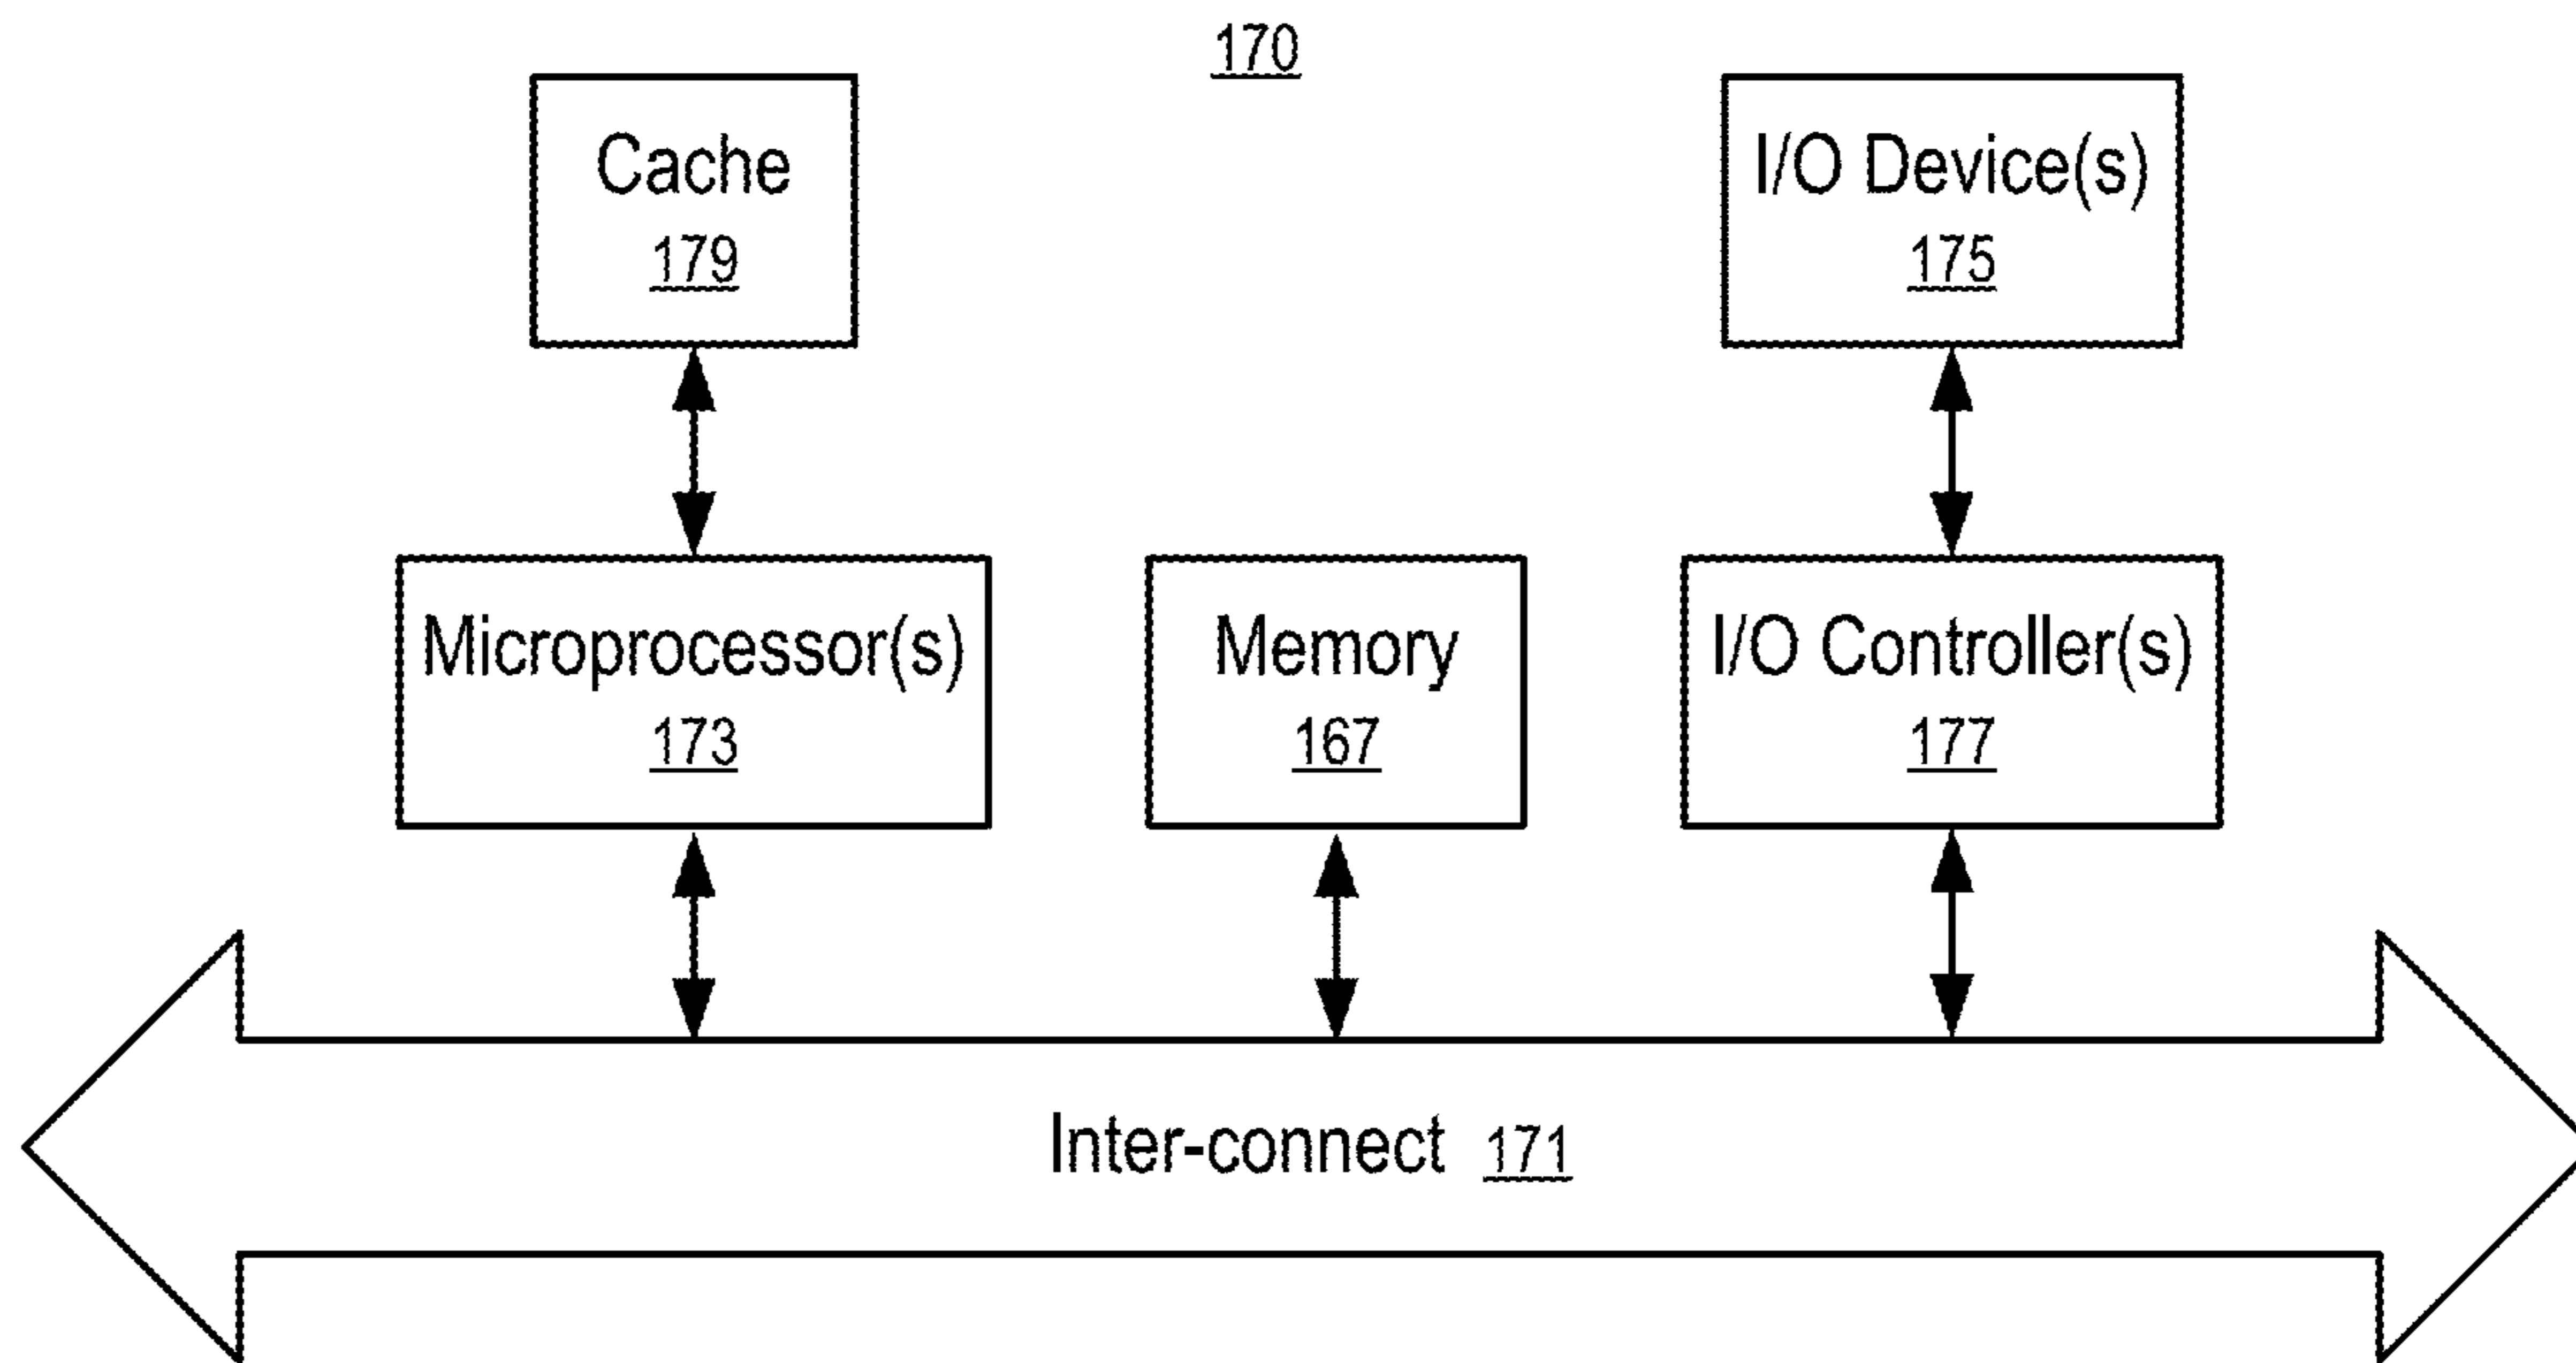 170
Cache
179
I/O Device(s)
175
Microprocessor(s)
173
Memory
167
I/O Controller(s)
177
Inter-connect 171